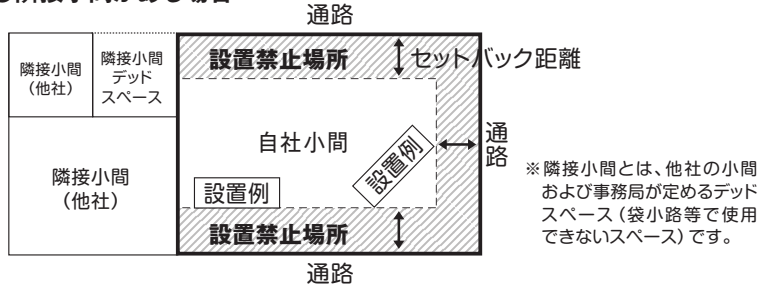 通路
隣接小間
(他社)
隣接小間
デッド
スペース
設置禁止場所
セットバック距離
自社小間
通路
隣接小間
(他社)
設置例
設置例
設置禁止場所
通路
※隣接小間とは、他社の小間
および事務局が定めるデッド
スペース(袋小路等で使用
できないスペース)です。